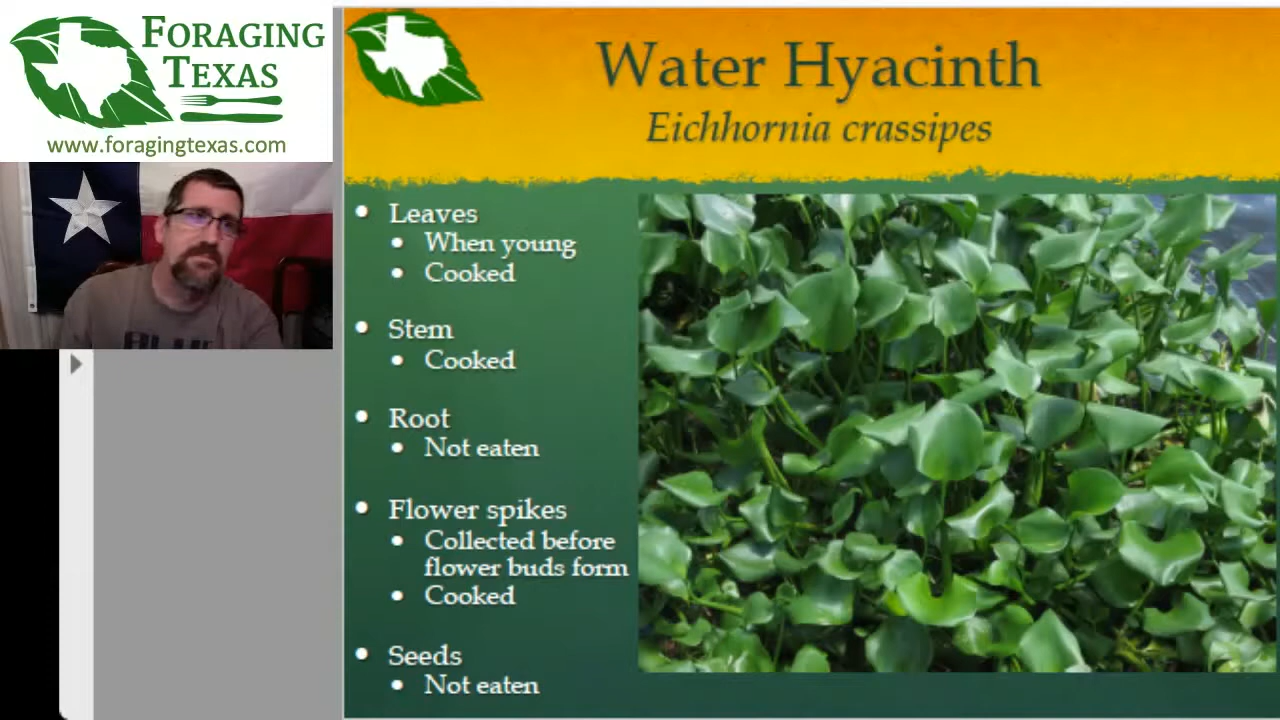 FORAGING
TEXAS
www.foragingtexas.com
Water Hyacinth
Eichhornia crassipes
• Leaves
• When young
• Cooked
• Stem
• Cooked
• Root
• Not eaten
• Flower spikes
• Collected before
flower buds form
• Cooked
• Seeds
• Not eaten